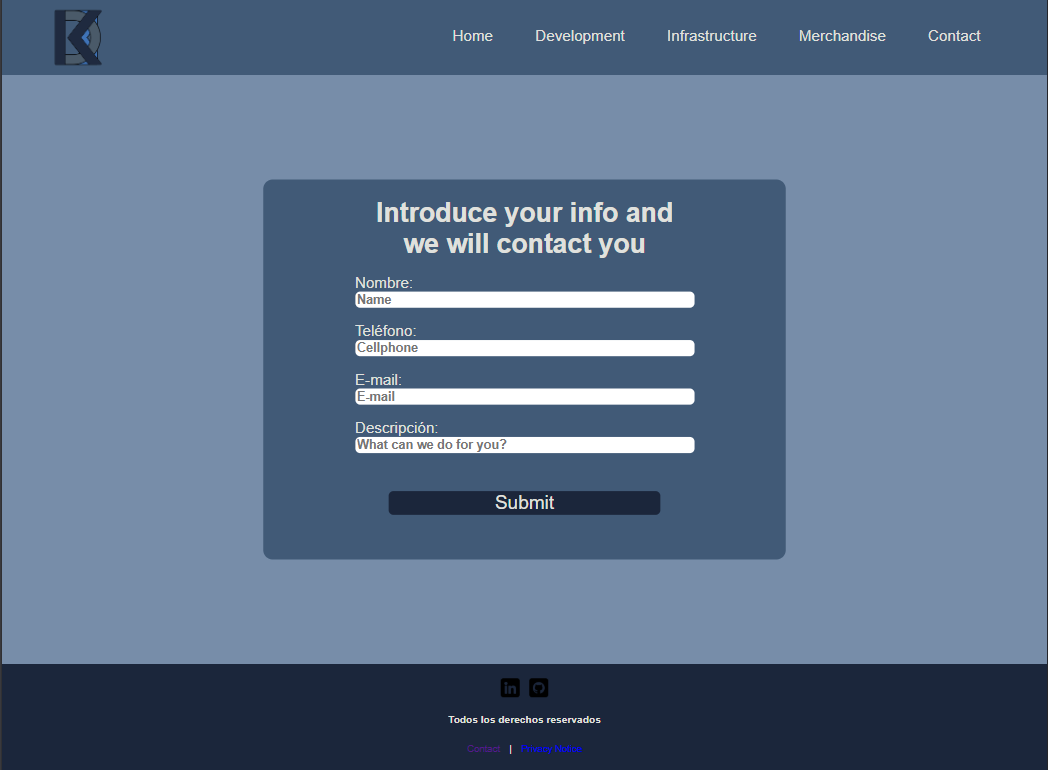 Home Development Infrastructure Merchandise Contact
Introduce your info and
we will contact you
Nombre:
Name
Teléfono:
Cellphone
E-mail:
E-mail
Descripción:
What can we do for you?
Submit
in
Todos los derechos reservados
Contact |